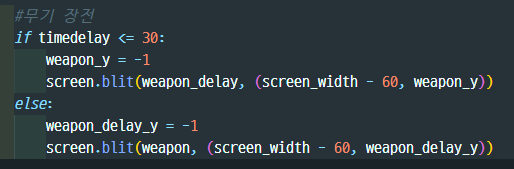 #무기 장전
if timedelay <= 30:
    weapon_y = -1
    screen.blit(weapon_delay, (screen_width - 60, weapon_y))
else:
    weapon_delay_y = -1
    screen.blit(weapon, (screen_width - 60, weapon_delay_y))